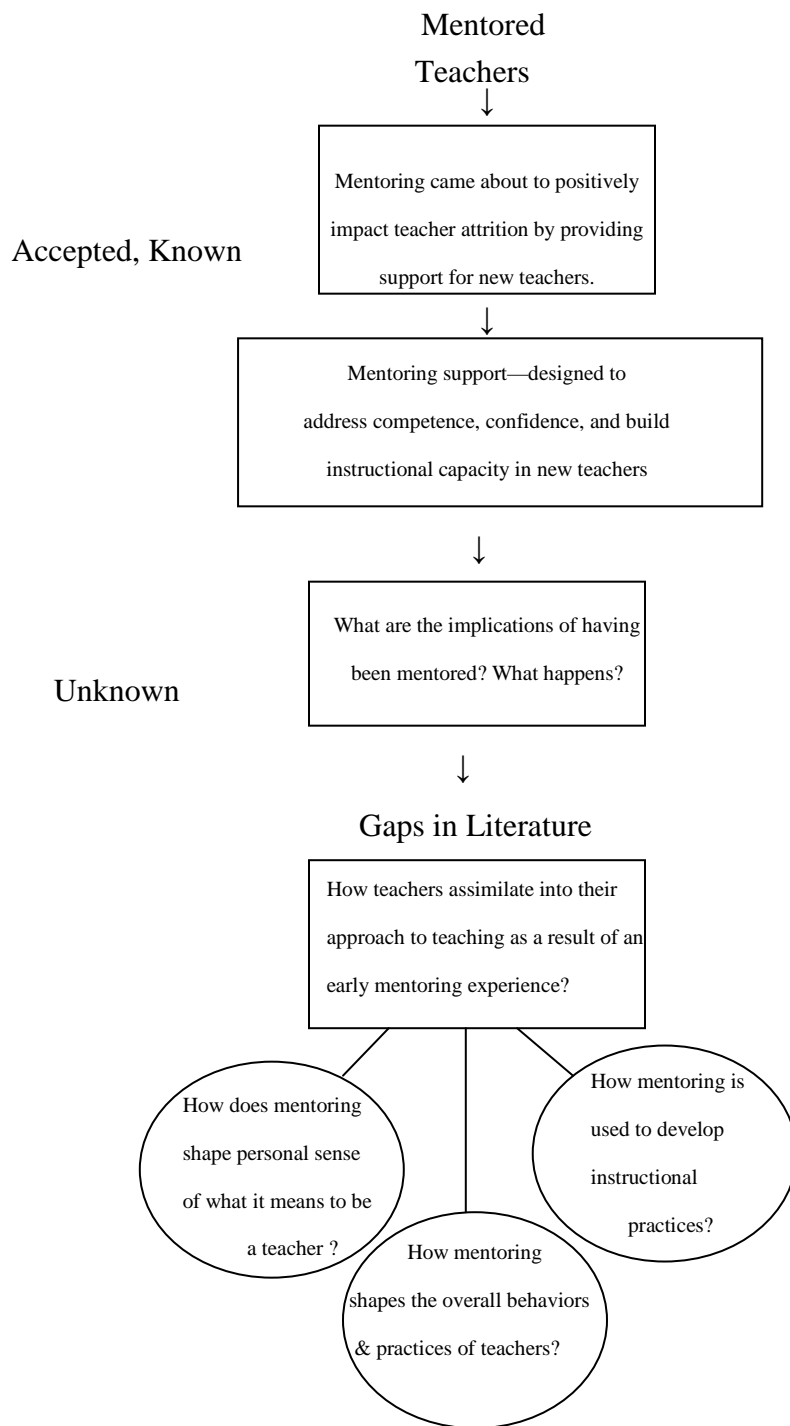 Mentored
Teachers
↓
Mentoring came about to positively
impact teacher attrition by providing
support for new teachers.
Accepted, Known
↓
Mentoring support—designed to
address competence, confidence, and build
instructional capacity in new teachers
↓
What are the implications of having
been mentored? What happens?
Unknown
↓
Gaps in Literature
How teachers assimilate into their
approach to teaching as a result of an
early mentoring experience?
How does mentoring
shape personal sense
of what it means to be
a teacher ?
How mentoring
shapes the overall behaviors
& practices of teachers?
How mentoring is
used to develop
instructional
practices?